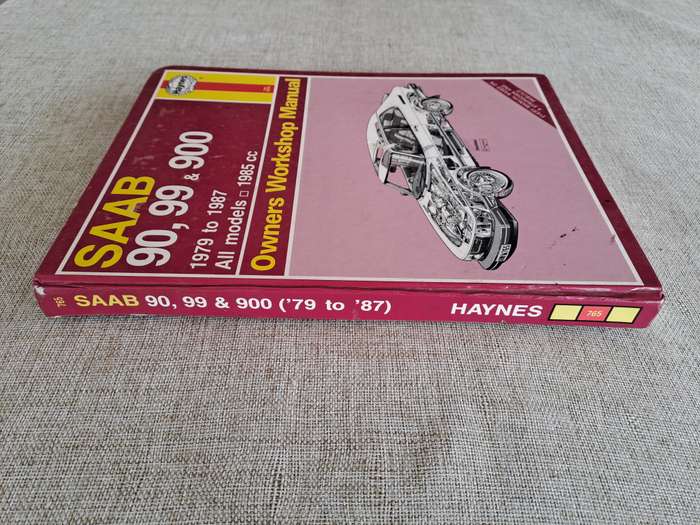 Haynes
SAAB
90, 99 & 900
1979 to 1987
All models □ 1985 cc
Owners Workshop Manual
765 SAAB 90, 99 & 900 ('79 to '87) HAYNES 765